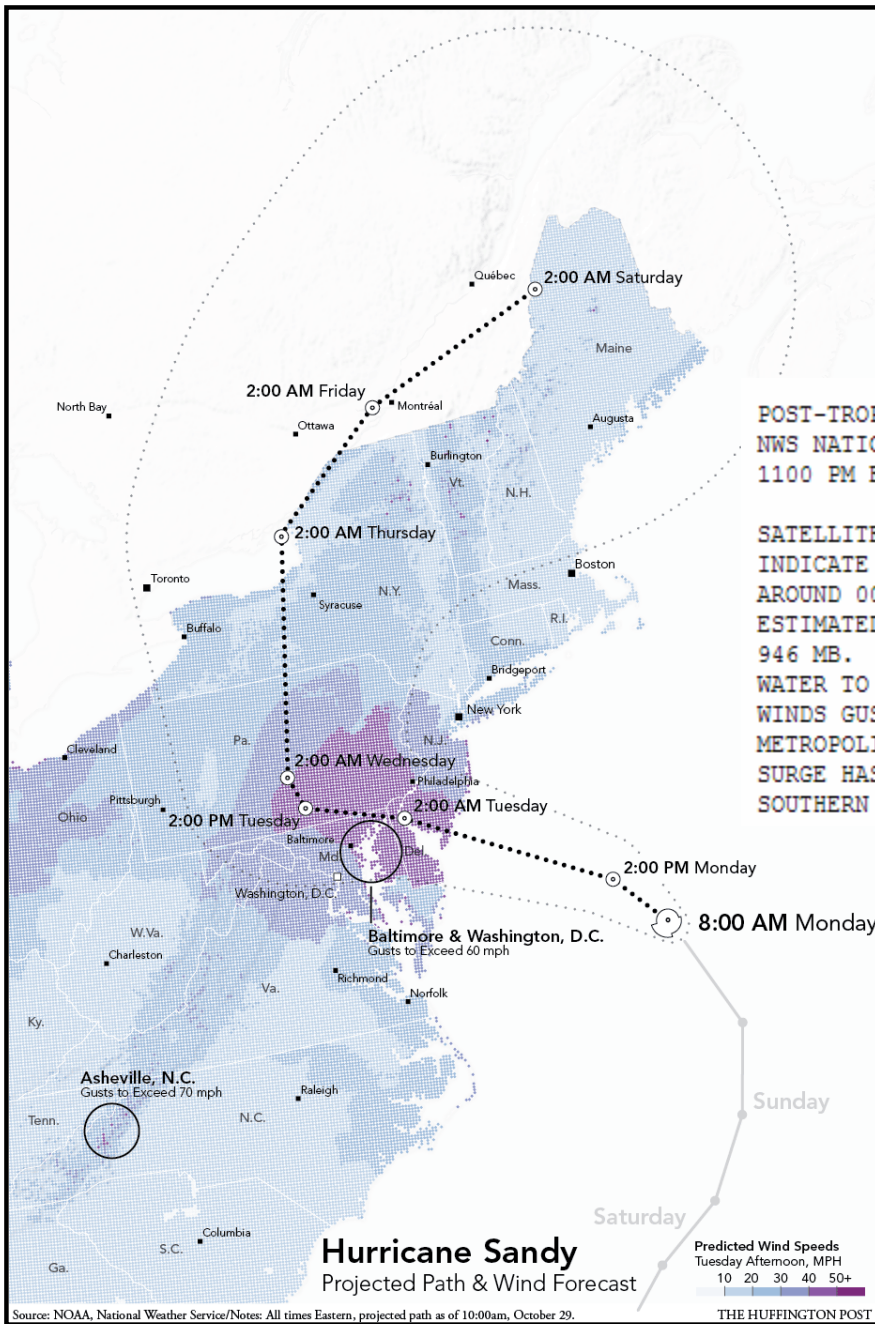 Québec
2:00 AM Saturday
Maine
2:00 AM Friday
North Bay
Montréal
Ottawa
Augusta
Burlington
Vt.
N.H.
2:00 AM Thursday
Toronto
Boston
Mass.
N.Y.
Syracuse
R.I.
Buffalo
Conn.
Bridgeport
New York
Pa.
N.J.
Cleveland
2:00 AM Wednesday
Philadelphia
Pittsburgh
2:00 AM Tuesday
Ohio
2:00 PM Tuesday
Baltimore
Md.
Del.
2:00 PM Monday
Washington, D.C.
8:00 AM Monday
W.Va.
Baltimore & Washington, D.C.
Gusts to Exceed 60 mph
Charleston
Richmond
Va.
Norfolk
Ky.
Asheville, N.C.
Gusts to Exceed 70 mph
Raleigh
Sunday
Tenn.
N.C.
Saturday
Columbia
S.C.
Ga.
Hurricane Sandy
Projected Path & Wind Forecast
Predicted Wind Speeds
Tuesday Afternoon, MPH
10 20 30 40 50+
Source: NOAA, National Weather Service/Notes: All times Eastern, projected path as of 10:00am, October 29.
THE HUFFINGTON POST
POST-TROP
NWS NATIO
1100 PM E
SATELLITE
INDICATE
AROUND 00
ESTIMATED
946 MB.
WATER TO
WINDS GUS
METROPOLI
SURGE HAS
SOUTHERN